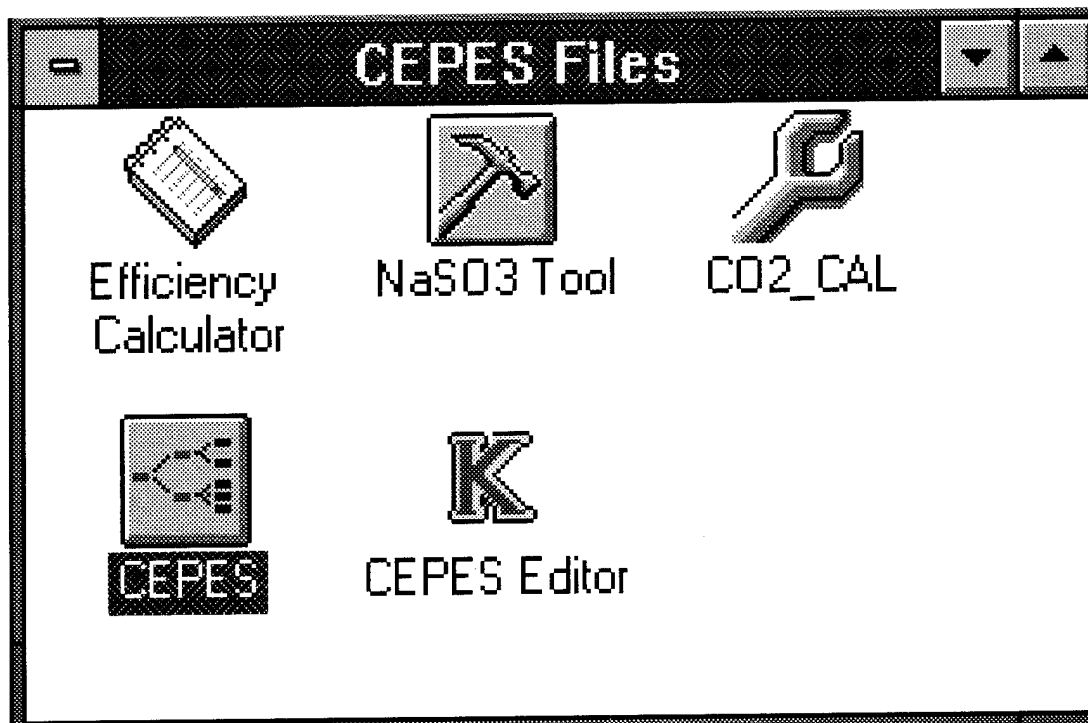 CEPES Files
Efficiency
Calculator
NaSO3 Tool
CO2_CAL
CEPES
K
CEPES Editor